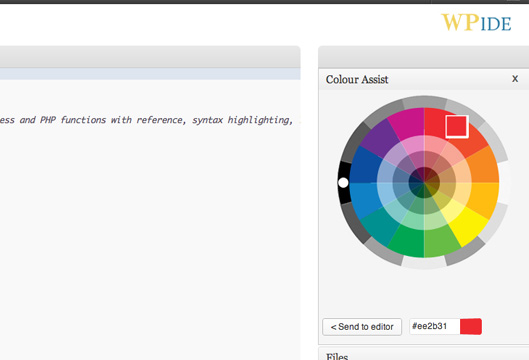 WPIDE
Colour Assist x
ess and PHP functions with reference, syntax highlighting,
< Send to editor #ee2b31
Files